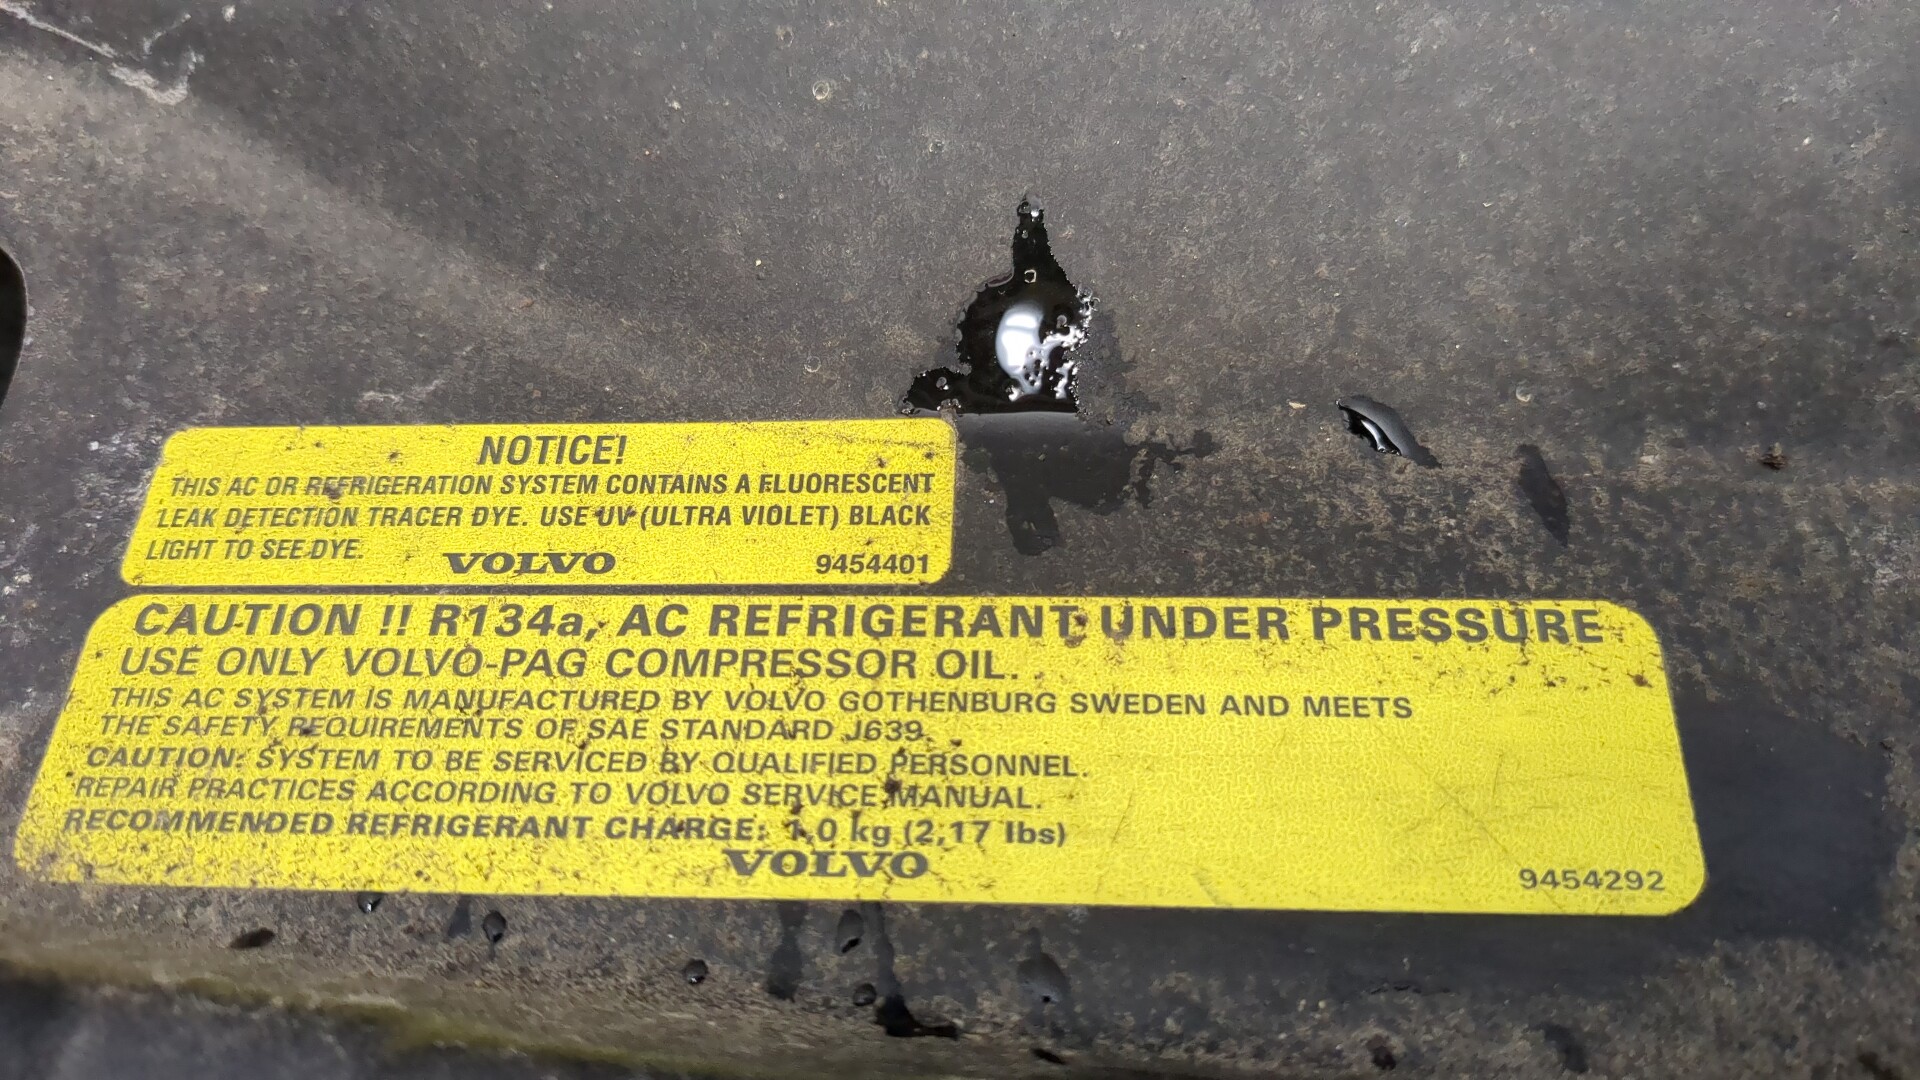 NOTICE!
THIS AC OR REFRIGERATION SYSTEM CONTAINS A FLUORESCENT
LEAK DETECTION TRACER DYE. USE UV (ULTRA VIOLET) BLACK
LIGHT TO SEE DYE.
VOLVO 9454401
CAUTION !! R134a, AC REFRIGERANT UNDER PRESSURE
USE ONLY VOLVO-PAG COMPRESSOR OIL.
THIS AC SYSTEM IS MANUFACTURED BY VOLVO GOTHENBURG SWEDEN AND MEETS
THE SAFETY REQUIREMENTS OF SAE STANDARD J639.
CAUTION: SYSTEM TO BE SERVICED BY QUALIFIED PERSONNEL.
REPAIR PRACTICES ACCORDING TO VOLVO SERVICE MANUAL.
RECOMMENDED REFRIGERANT CHARGE: 1.0 kg (2,17 lbs)
VOLVO
9454292